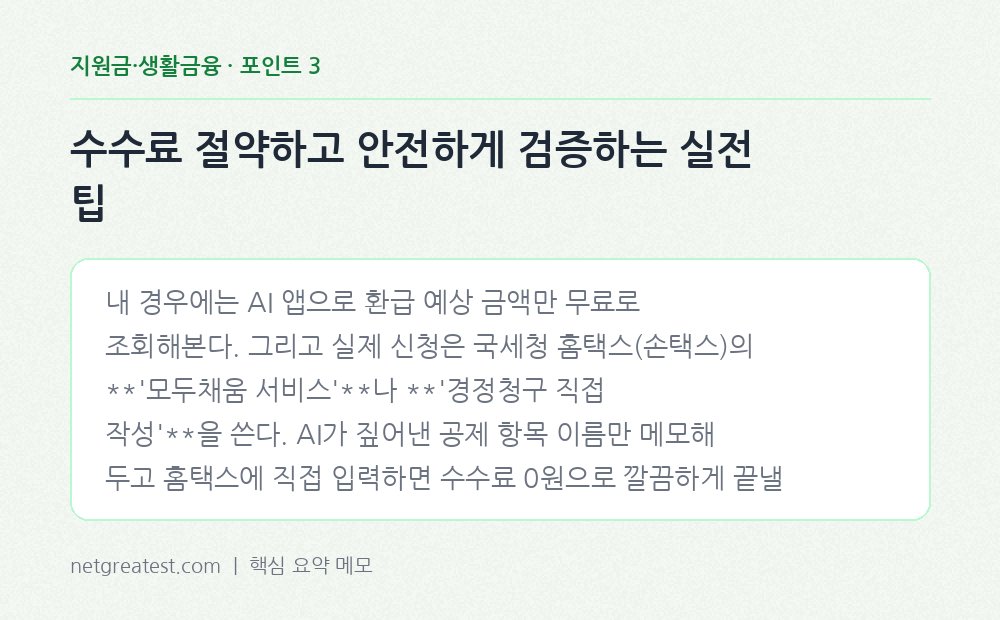 지원금·생활금융 · 포인트 3
수수료 절약하고 안전하게 검증하는 실전
팁
내 경우에는 AI 앱으로 환급 예상 금액만 무료로
조회해본다. 그리고 실제 신청은 국세청 홈택스(손택스)의
**'모두채움 서비스'**나 **'경정청구 직접
작성'**을 쓴다. AI가 짚어낸 공제 항목 이름만 메모해
두고 홈택스에 직접 입력하면 수수료 0원으로 깔끔하게 끝낼
netgreatest.com | 핵심 요약 메모